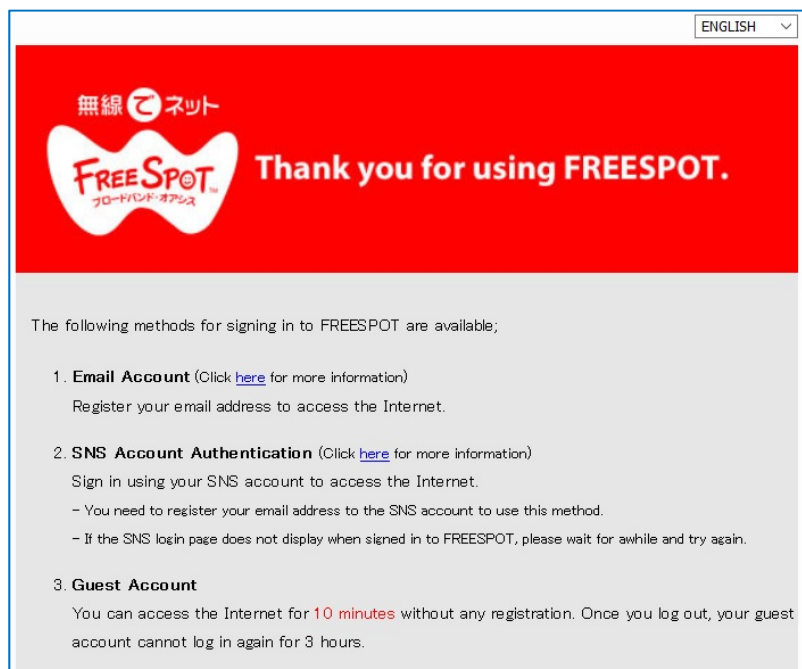 ENGLISH
無線でネット
FREESPOT™
ブロードバンド・オアシス
Thank you for using FREESPOT.
The following methods for signing in to FREESPOT are available;
1. Email Account (Click here for more information)
Register your email address to access the Internet.
2. SNS Account Authentication (Click here for more information)
Sign in using your SNS account to access the Internet.
- You need to register your email address to the SNS account to use this method.
- If the SNS login page does not display when signed in to FREESPOT, please wait for awhile and try again.
3. Guest Account
You can access the Internet for 10 minutes without any registration. Once you log out, your guest
account cannot log in again for 3 hours.